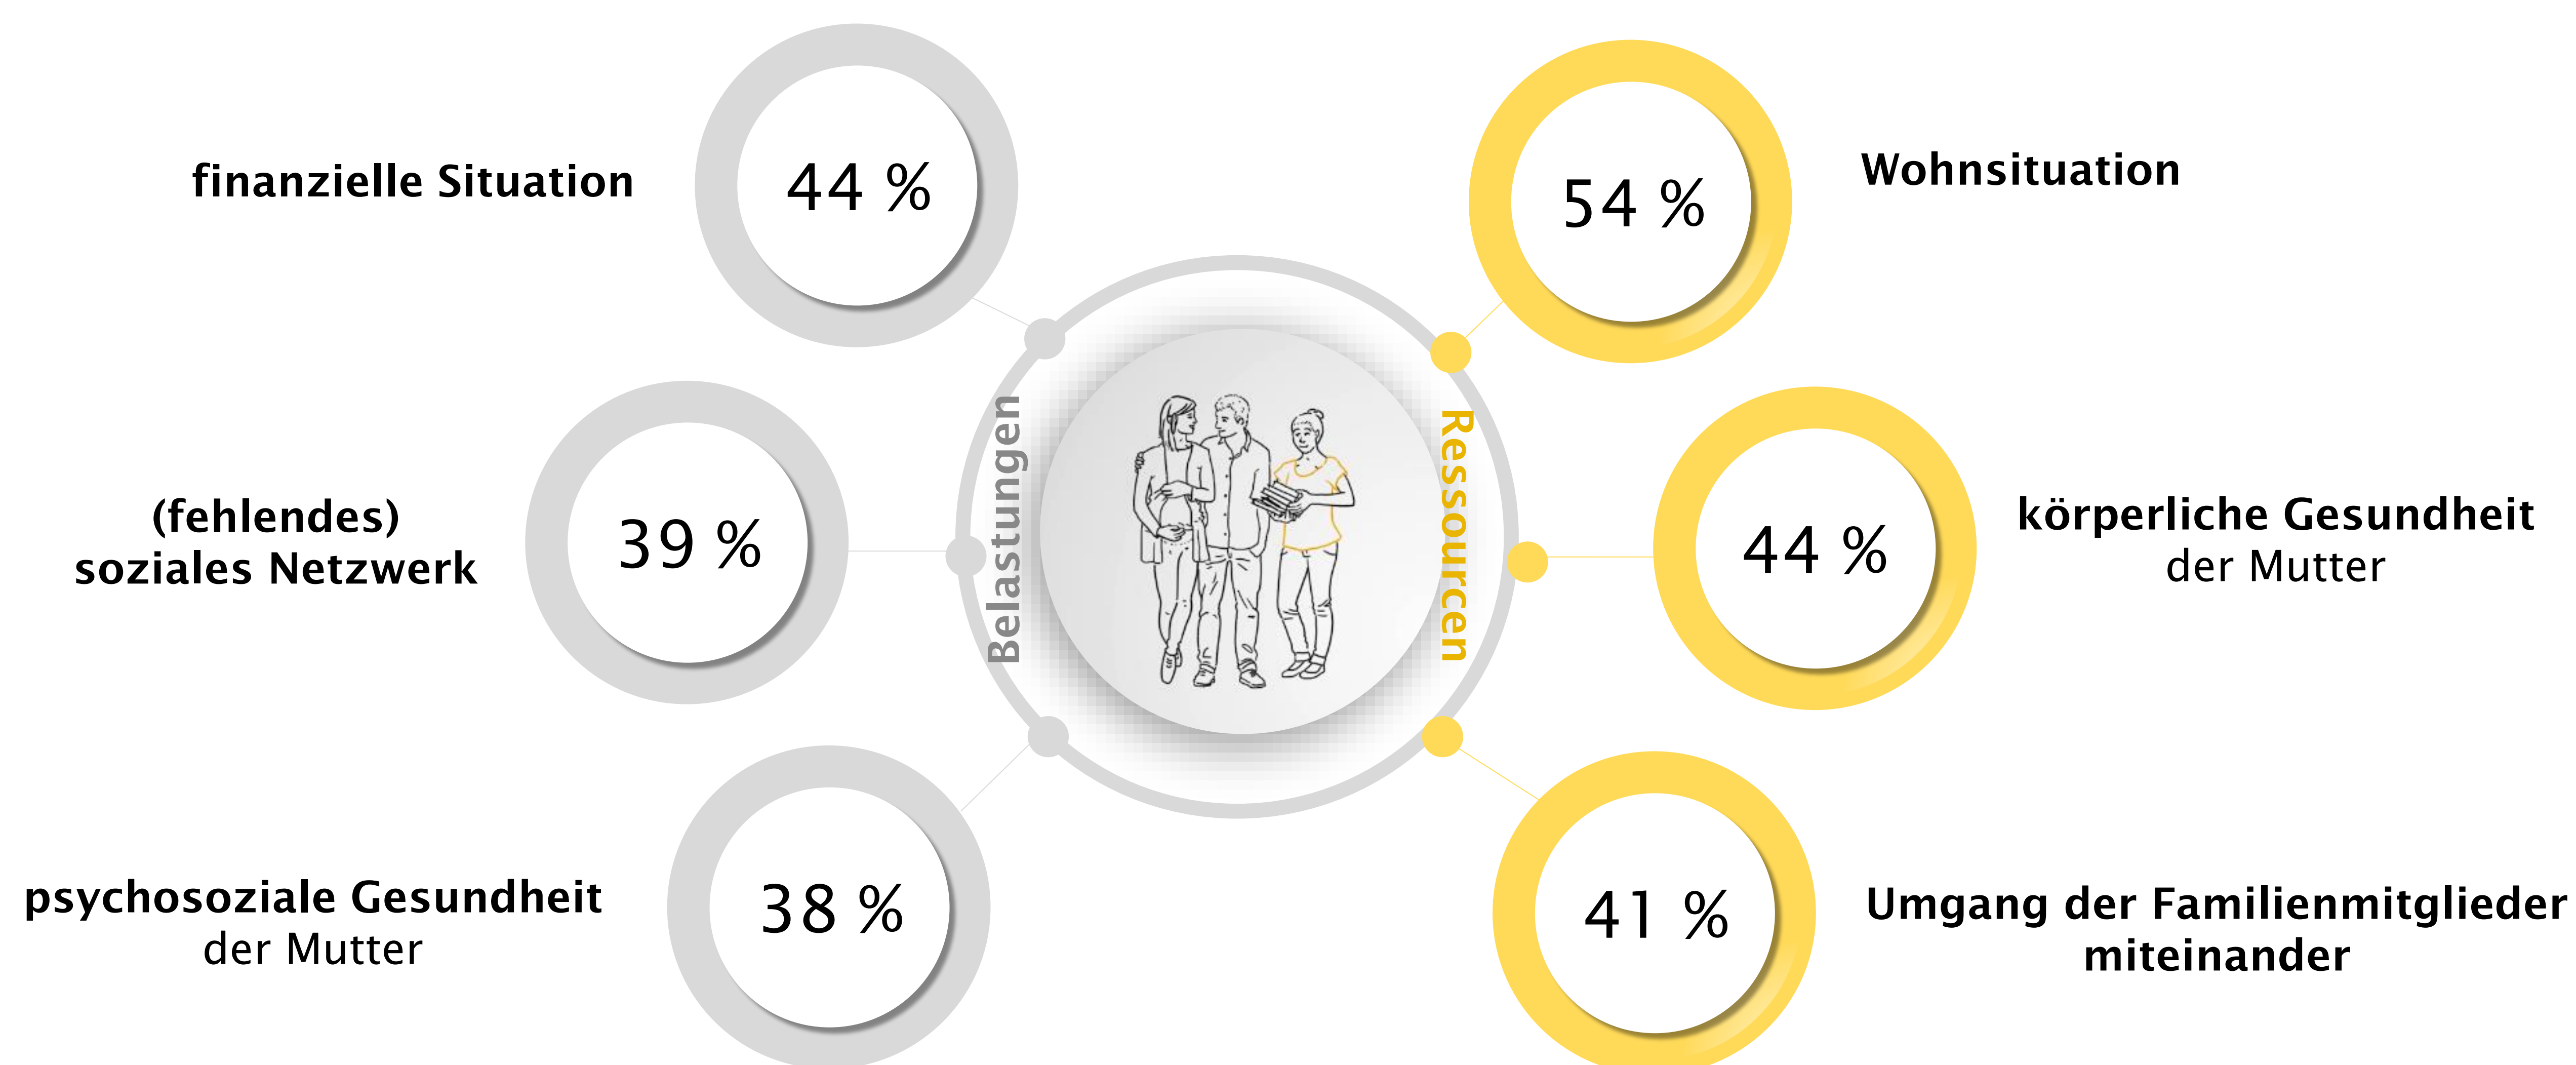 finanzielle Situation
44 %
(fehlendes)
soziales Netzwerk
39 %
psychosoziale Gesundheit
der Mutter
38 %
Belastungen
Ressourcen
54 %
Wohnsituation
44 %
körperliche Gesundheit
der Mutter
41 %
Umgang der Familienmitglieder
miteinander